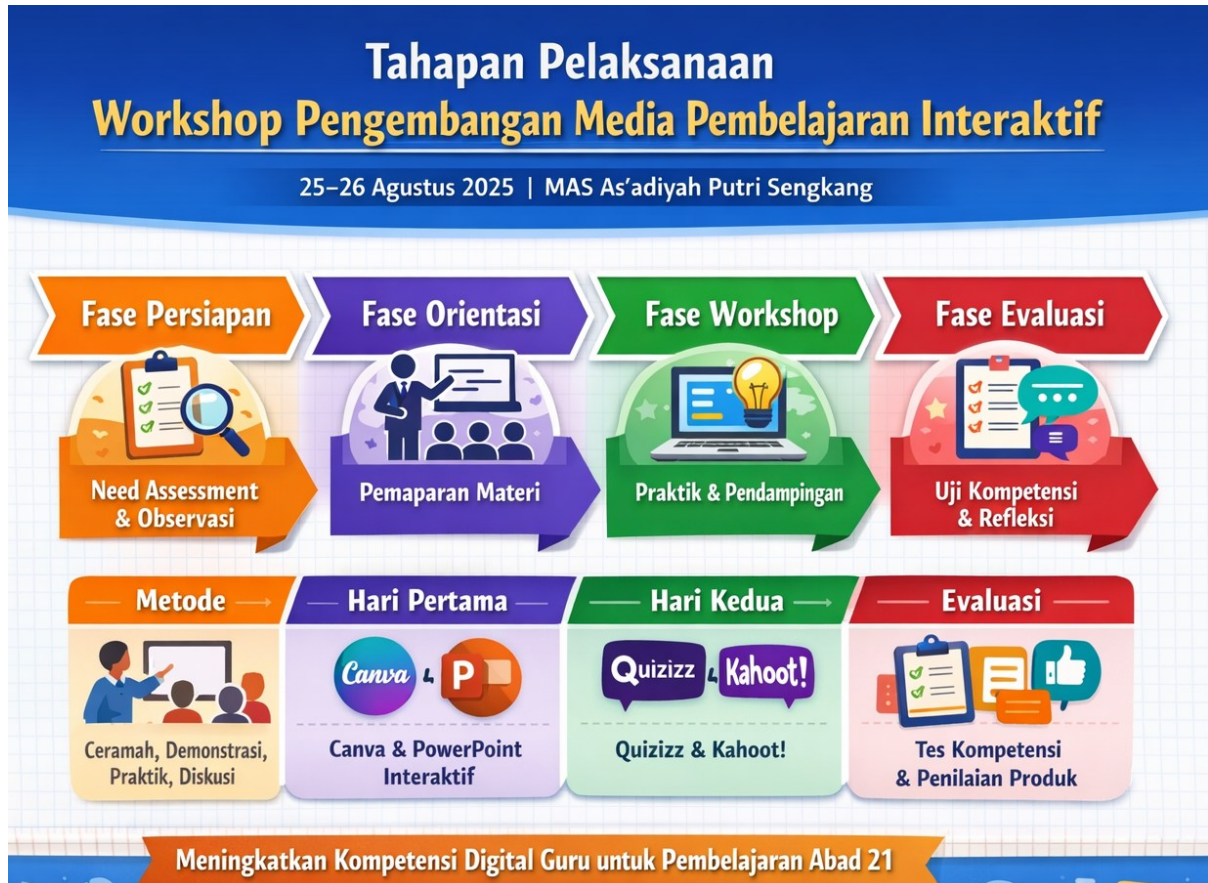 Tahapan Pelaksanaan
Workshop Pengembangan Media Pembelajaran Interaktif
25–26 Agustus 2025 | MAS As'adiyah Putri Sengkang
Fase Persiapan
Need Assessment
& Observasi
Fase Orientasi
Pemaparan Materi
Fase Workshop
Praktik & Pendampingan
Fase Evaluasi
Uji Kompetensi
& Refleksi
Metode
Ceramah, Demonstrasi,
Praktik, Diskusi
Hari Pertama
Canva
P
Canva & PowerPoint
Interaktif
Hari Kedua
Quizizz
Kahoot!
Quizizz & Kahoot!
Evaluasi
Tes Kompetensi
& Penilaian Produk
Meningkatkan Kompetensi Digital Guru untuk Pembelajaran Abad 21